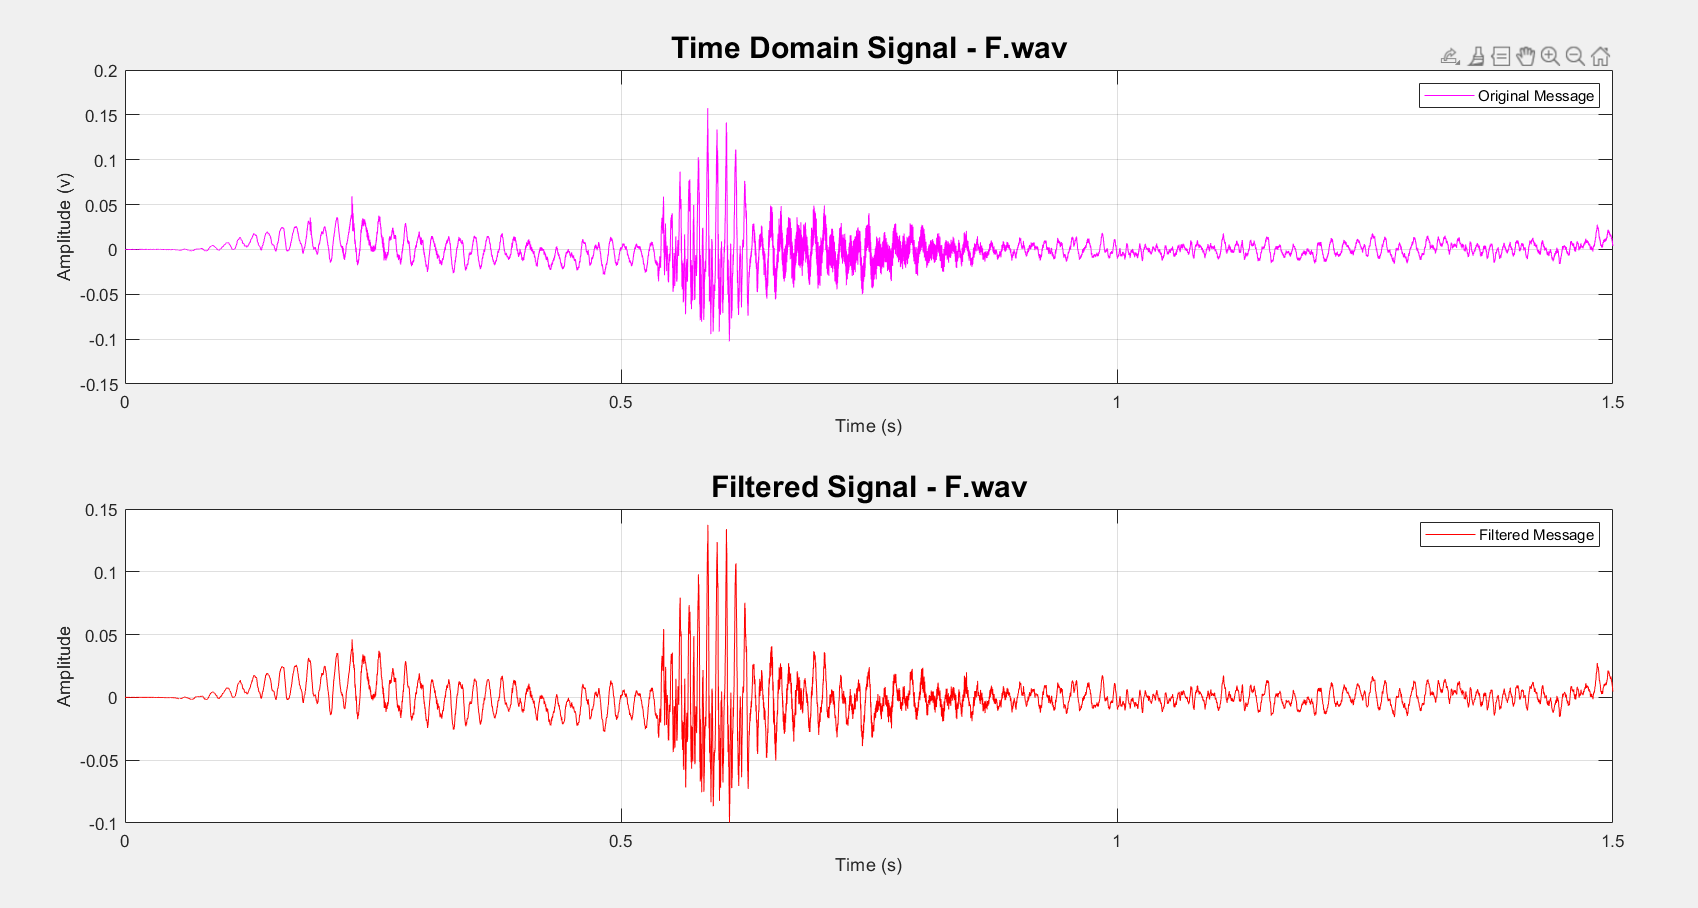 Time Domain Signal - F.wav
Original Message
0.2
0.15
0.1
0.05
0
-0.05
-0.1
-0.15
Amplitude (v)
0
0.5
1
1.5
Time (s)
Filtered Signal - F.wav
Filtered Message
0.15
0.1
0.05
0
-0.05
-0.1
Amplitude
0
0.5
1
1.5
Time (s)